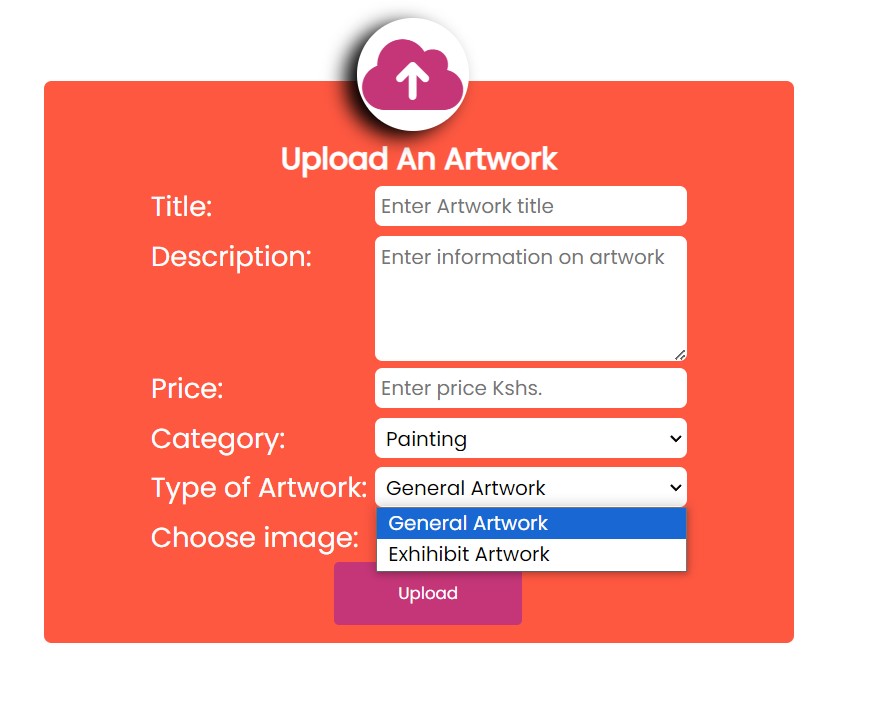 Upload An Artwork
Title: Enter Artwork title
Description: Enter information on artwork
Price: Enter price Kshs.
Category: Painting
Type of Artwork: General Artwork
General Artwork
Choose image:
Exhihibit Artwork
Upload